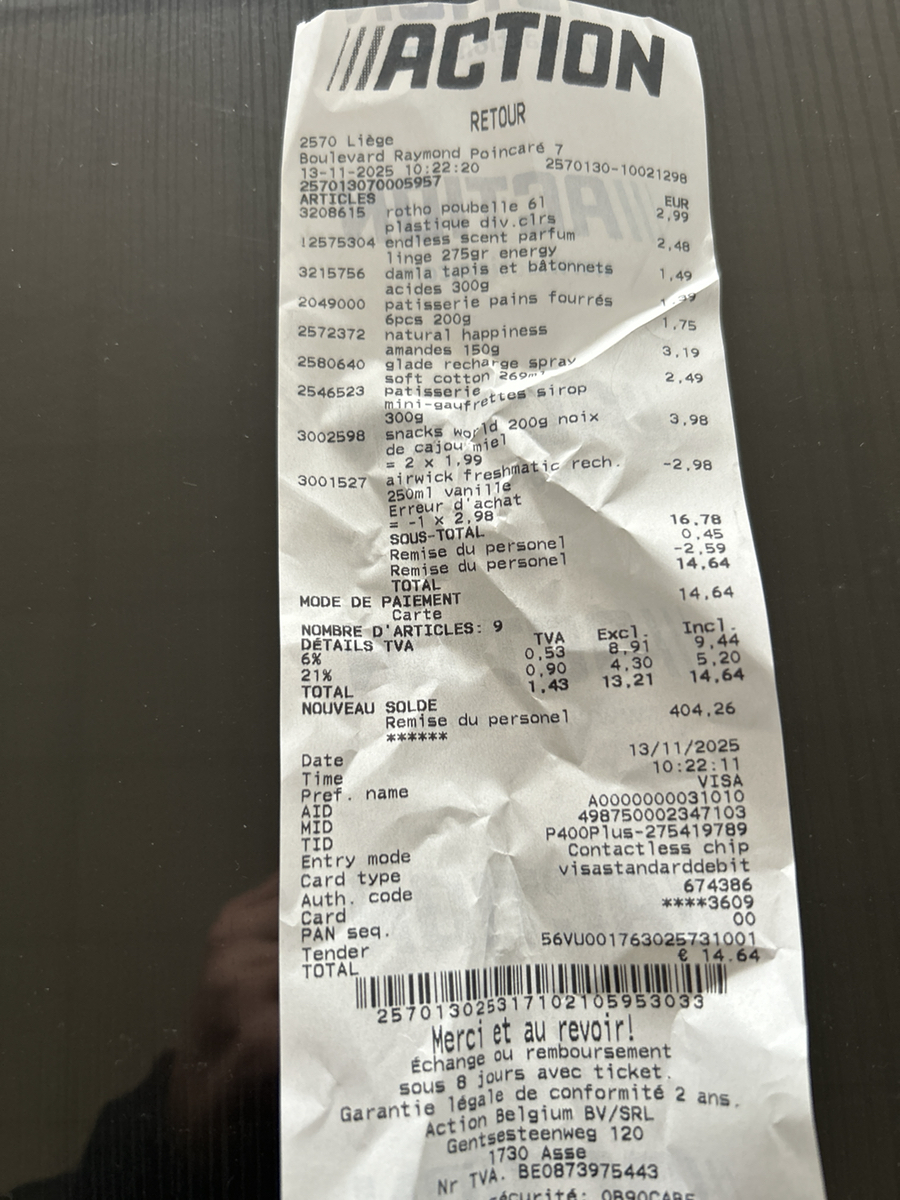 ACTION
RETOUR
2570 Liège
Boulevard Raymond Poincaré 7
13-11-2025 10:22:20 2570130-10021298
257013070005957
ARTICLES EUR
3208615 rotho poubelle 6l 2,99
plastique div.clrs
12575304 endless scent parfum 2,48
linge 275gr energy
3215756 damla tapis et bâtonnets 1,49
acides 300g
2049000 patisserie pains fourrés
6pcs 200g
2572372 natural happiness 1,75
amandes 150g
2580640 glade recharge spray 3,19
soft cotton 269ml
2546523 patisserie 2,49
mini-gaufrettes sirop
300g
3002598 snacks world 200g noix 3,98
de cajou miel
= 2 x 1,99
3001527 airwick freshmatic rech. -2,98
250ml vanille
Erreur d'achat
= -1 x 2,98
SOUS-TOTAL 16,78
Remise du personel 0,45
Remise du personel -2,59
TOTAL 14,64
MODE DE PAIEMENT
Carte 14,64
NOMBRE D'ARTICLES: 9
DÉTAILS TVA TVA Excl. Incl.
6% 0,53 8,91 9,44
21% 0,90 4,30 5,20
TOTAL 1,43 13,21 14,64
NOUVEAU SOLDE
Remise du personel 404,26
******
Date 13/11/2025
Time 10:22:11
Pref. name VISA
AID A0000000031010
MID 498750002347103
TID P400Plus-275419789
Entry mode Contactless chip
Card type visastandarddebit
Auth. code 674386
Card ****3609
PAN seq. 00
Tender 56VU001763025731001
TOTAL € 14.64
257013025317102105953033
Merci et au revoir!
Échange ou remboursement
sous 8 jours avec ticket.
Garantie légale de conformité 2 ans.
Action Belgium BV/SRL
Gentsesteenweg 120
1730 Asse
Nr TVA. BE0873975443